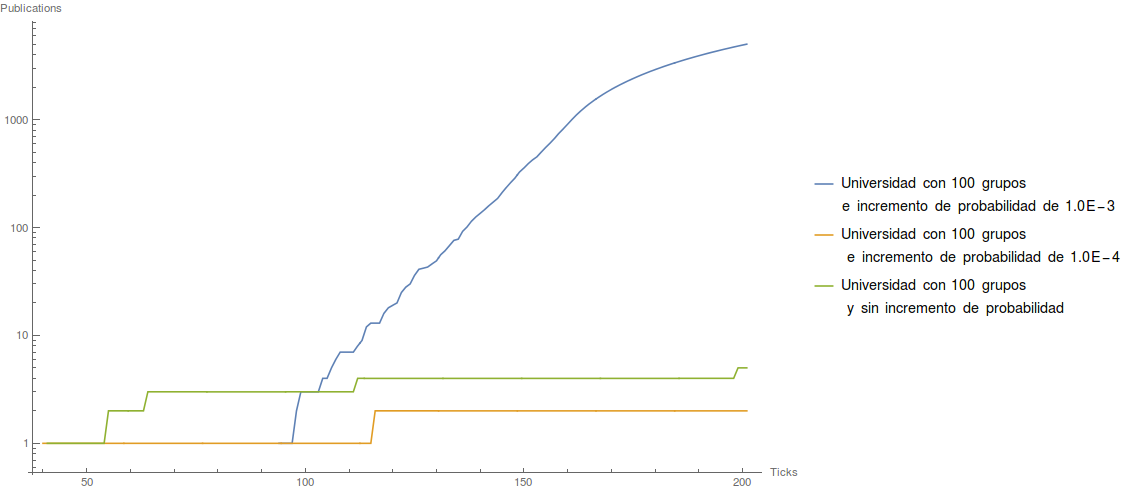 Publications
1000
100
10
1
50
100
150
200
Ticks
Universidad con 100 grupos
e incremento de probabilidad de 1.0E-3
Universidad con 100 grupos
e incremento de probabilidad de 1.0E-4
Universidad con 100 grupos
y sin incremento de probabilidad